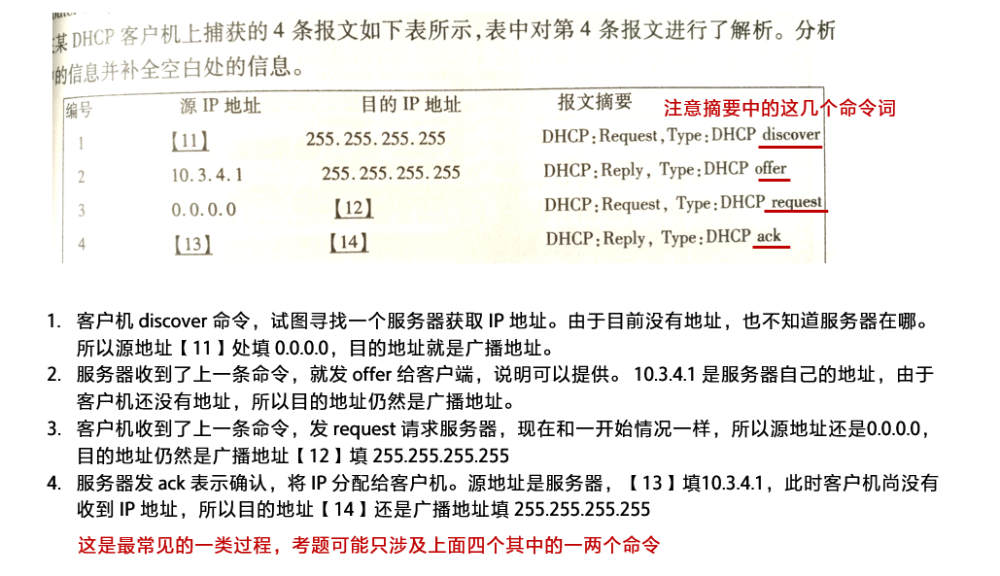 某 DHCP 客户机上捕获的 4 条报文如下表所示,表中对第 4 条报文进行了解析。分析
的信息并补全空白处的信息。
编号 源 IP 地址 目的 IP 地址 报文摘要 注意摘要中的这几个命令词
1 【11】 255.255.255.255 DHCP:Request,Type:DHCP discover
2 10.3.4.1 255.255.255.255 DHCP:Reply, Type:DHCP offer
3 0.0.0.0 【12】 DHCP:Request, Type:DHCP request
4 【13】 【14】 DHCP:Reply, Type:DHCP ack
1. 客户机 discover 命令，试图寻找一个服务器获取 IP 地址。由于目前没有地址，也不知道服务器在哪。
所以源地址【 11 】处填 0.0.0.0，目的地址就是广播地址。
2. 服务器收到了上一条命令，就发 offer 给客户端，说明可以提供。 10.3.4.1 是服务器自己的地址，由于
客户机还没有地址，所以目的地址仍然是广播地址。
3. 客户机收到了上一条命令，发 request 请求服务器，现在和一开始情况一样，所以源地址还是0.0.0.0，
目的地址仍然是广播地址【 12 】填 255.255.255.255
4. 服务器发 ack 表示确认，将 IP 分配给客户机。源地址是服务器，【 13 】填10.3.4.1，此时客户机尚没有
收到 IP 地址，所以目的地址【 14 】还是广播地址填 255.255.255.255
这是最常见的一类过程，考题可能只涉及上面四个其中的一两个命令